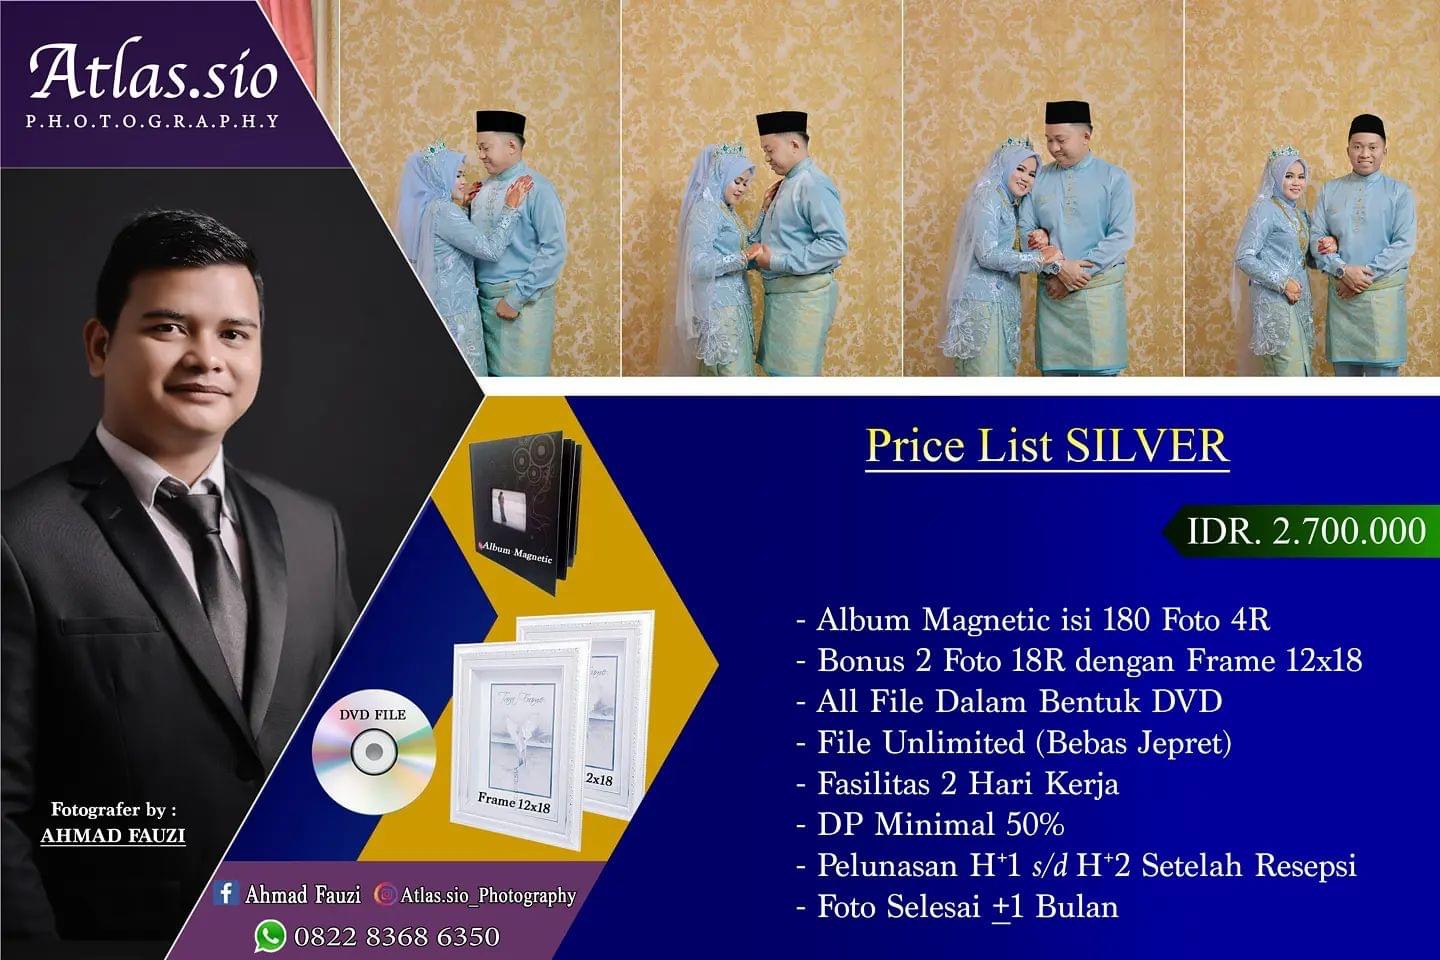 Atlas.sio
P.H.O.T.O.G.R.A.P.H.Y
Price List SILVER
IDR. 2.700.000
- Album Magnetic isi 180 Foto 4R
- Bonus 2 Foto 18R dengan Frame 12x18
- All File Dalam Bentuk DVD
- File Unlimited (Bebas Jepret)
- Fasilitas 2 Hari Kerja
- DP Minimal 50%
- Pelunasan H+1 s/d H+2 Setelah Resepsi
- Foto Selesai ±1 Bulan
Album Magnetic
DVD FILE
Frame 12x18
2x18
Fotografer by :
AHMAD FAUZI
Ahmad Fauzi
Atlas.sio_Photography
0822 8368 6350